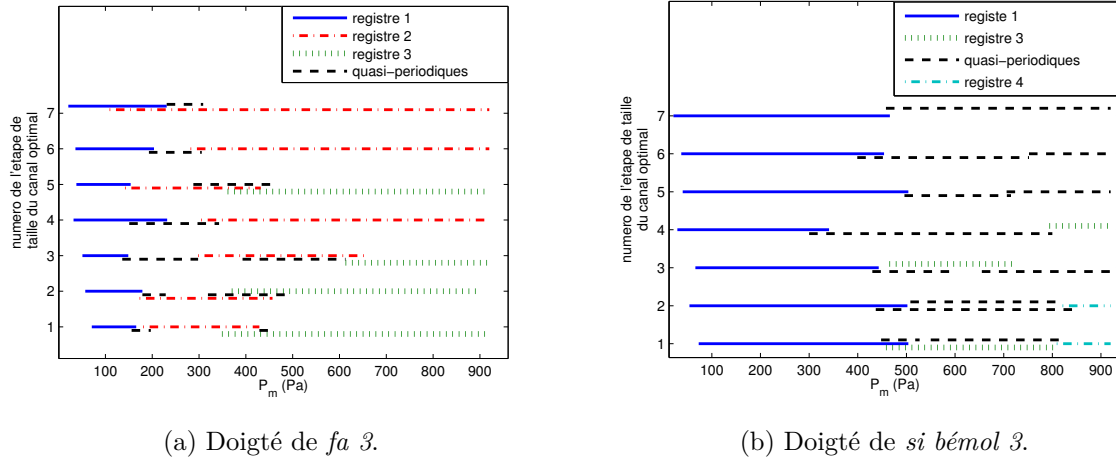 registre 1
registre 2
registre 3
quasi−periodiques
numero de l'etape de
taille du canal optimal
7
6
5
4
3
2
1
100 200 300 400 500 600 700 800 900
P_m (Pa)
(a) Doigté de fa 3.
registe 1
registre 3
quasi−periodiques
registre 4
numero de l'etape de taille
du canal optimal
7
6
5
4
3
2
1
100 200 300 400 500 600 700 800 900
P_m (Pa)
(b) Doigté de si bémol 3.